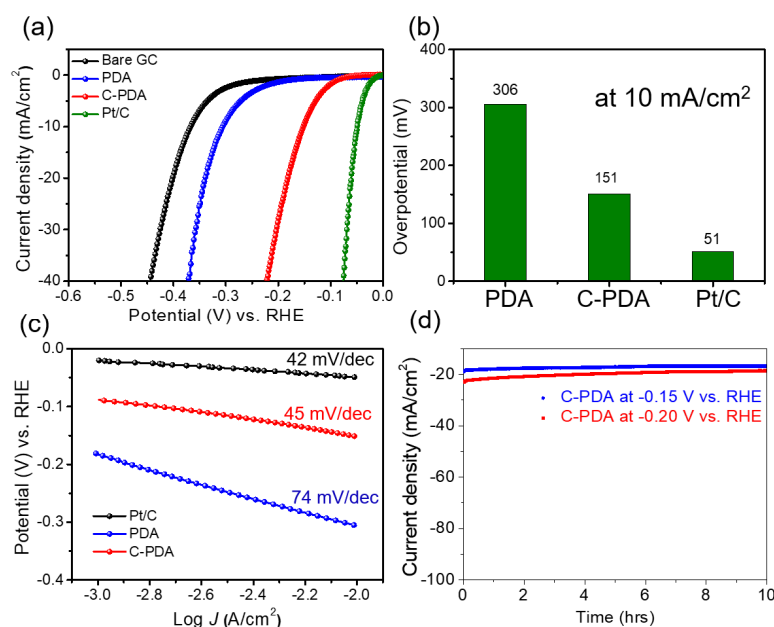 (a)
Bare GC
PDA
C-PDA
Pt/C
Current density (mA/cm²)
0
-10
-20
-30
-40
-0.6 -0.5 -0.4 -0.3 -0.2 -0.1 0.0
Potential (V) vs. RHE
(b)
at 10 mA/cm²
Overpotential (mV)
400
300
200
100
0
306
151
51
PDA C-PDA Pt/C
(c)
42 mV/dec
45 mV/dec
74 mV/dec
Pt/C
PDA
C-PDA
Potential (V) vs. RHE
0.0
-0.1
-0.2
-0.3
-0.4
-3.0 -2.8 -2.6 -2.4 -2.2 -2.0
Log J (A/cm²)
(d)
C-PDA at -0.15 V vs. RHE
C-PDA at -0.20 V vs. RHE
Current density (mA/cm²)
0
-20
-40
-60
-80
-100
0 2 4 6 8 10
Time (hrs)